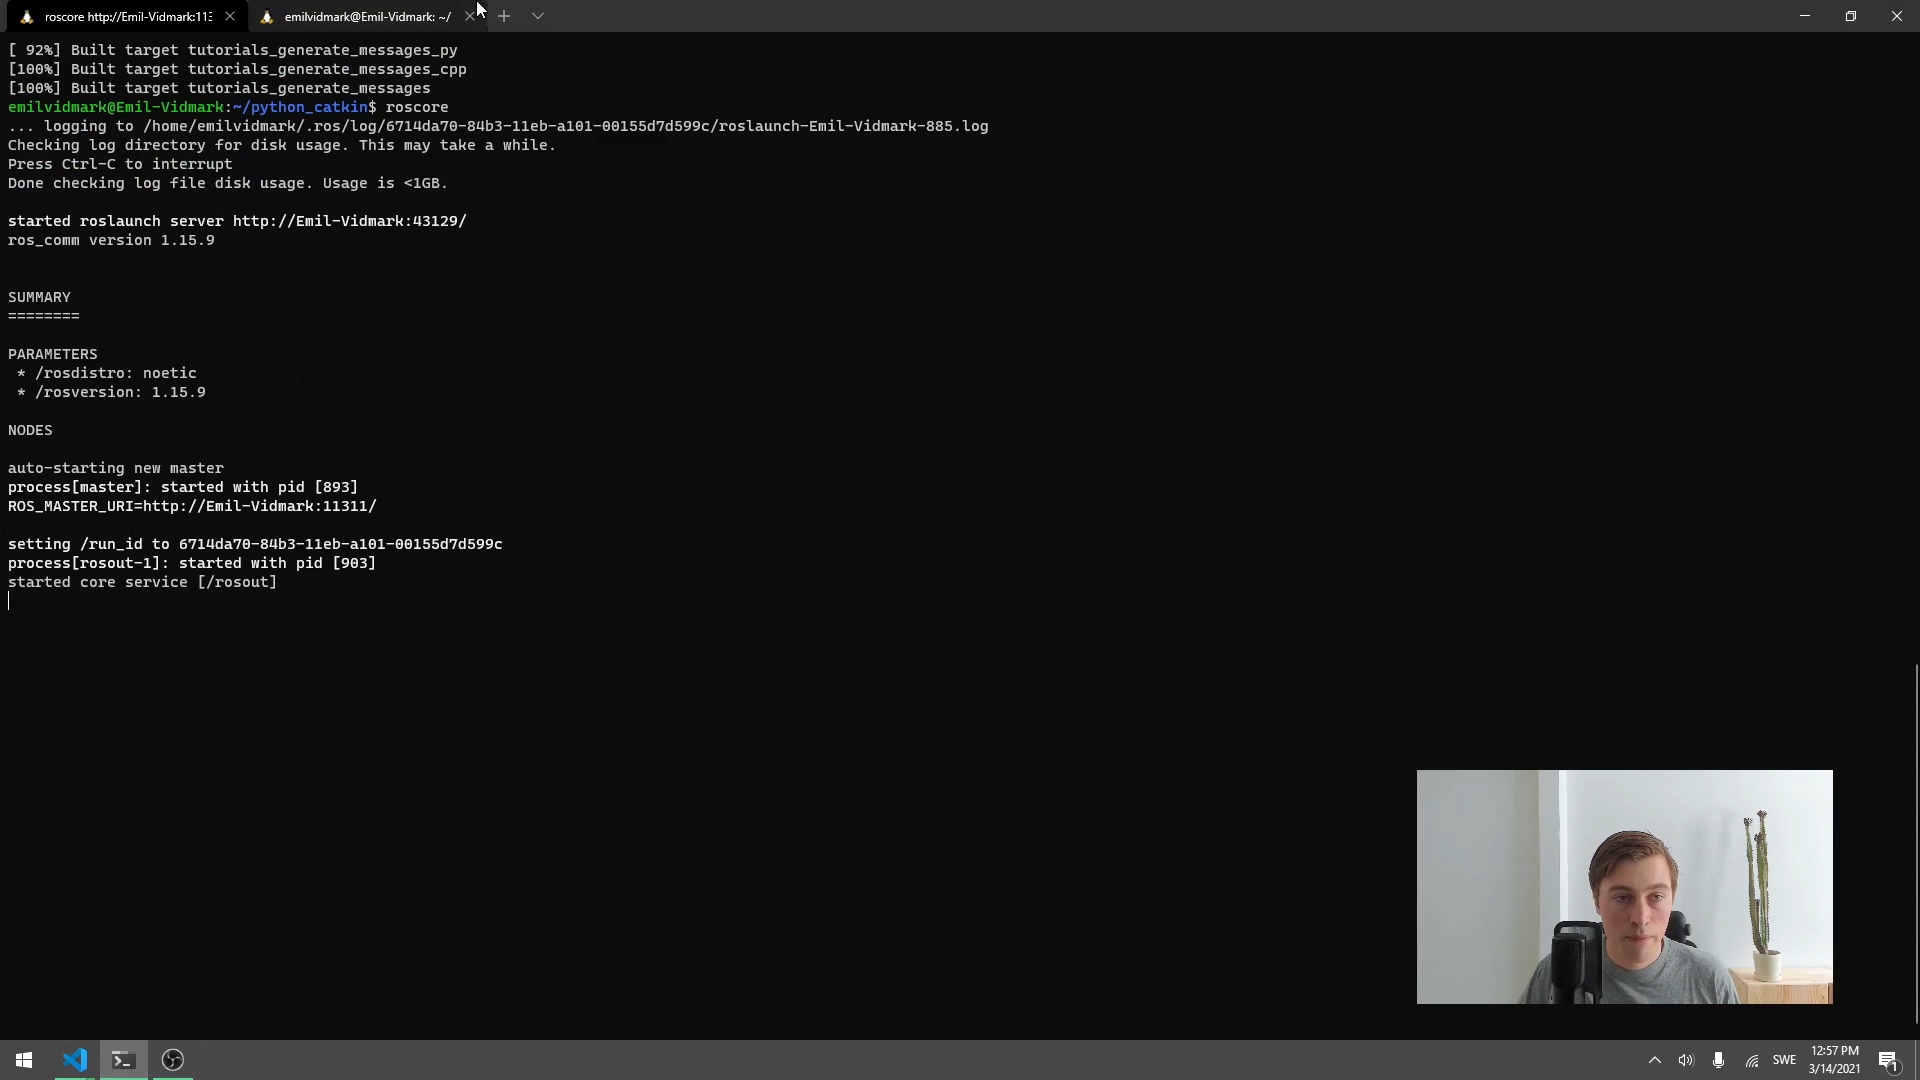 roscore http://Emil-Vidmark:113
emilvidmark@Emil-Vidmark: ~/
[ 92%] Built target tutorials_generate_messages_py
[100%] Built target tutorials_generate_messages_cpp
[100%] Built target tutorials_generate_messages
emilvidmark@Emil-Vidmark:~/python_catkin$ roscore
... logging to /home/emilvidmark/.ros/log/6714da70-84b3-11eb-a101-00155d7d599c/roslaunch-Emil-Vidmark-885.log
Checking log directory for disk usage. This may take a while.
Press Ctrl-C to interrupt
Done checking log file disk usage. Usage is <1GB.
started roslaunch server http://Emil-Vidmark:43129/
ros_comm version 1.15.9
SUMMARY
========
PARAMETERS
* /rosdistro: noetic
* /rosversion: 1.15.9
NODES
auto-starting new master
process[master]: started with pid [893]
ROS_MASTER_URI=http://Emil-Vidmark:11311/
setting /run_id to 6714da70-84b3-11eb-a101-00155d7d599c
process[rosout-1]: started with pid [903]
started core service [/rosout]
SWE
12:57 PM
3/14/2021
1